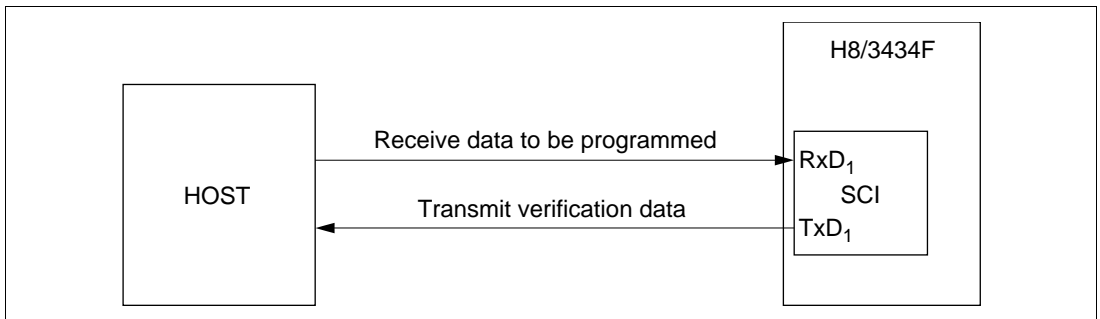 H8/3434F
Receive data to be programmed
RxD1
HOST
SCI
Transmit verification data
TxD1